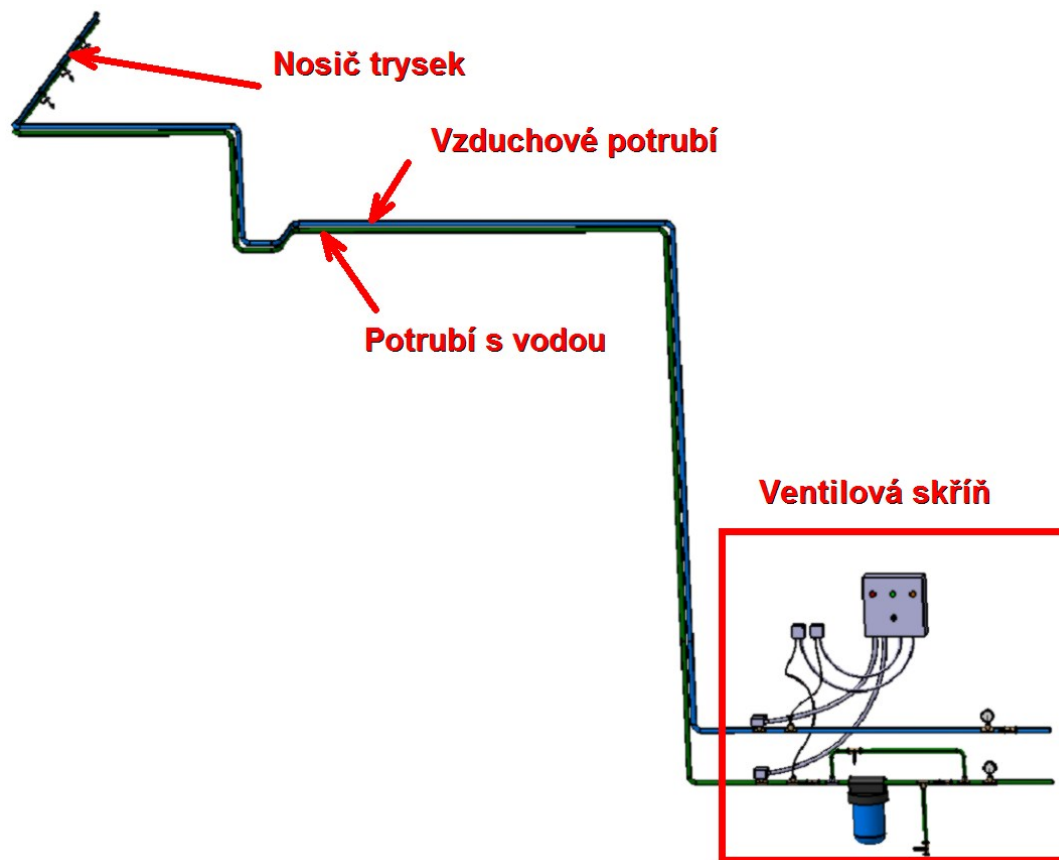 Nosič trysek
Vzduchové potrubí
Potrubí s vodou
Ventilová skříň